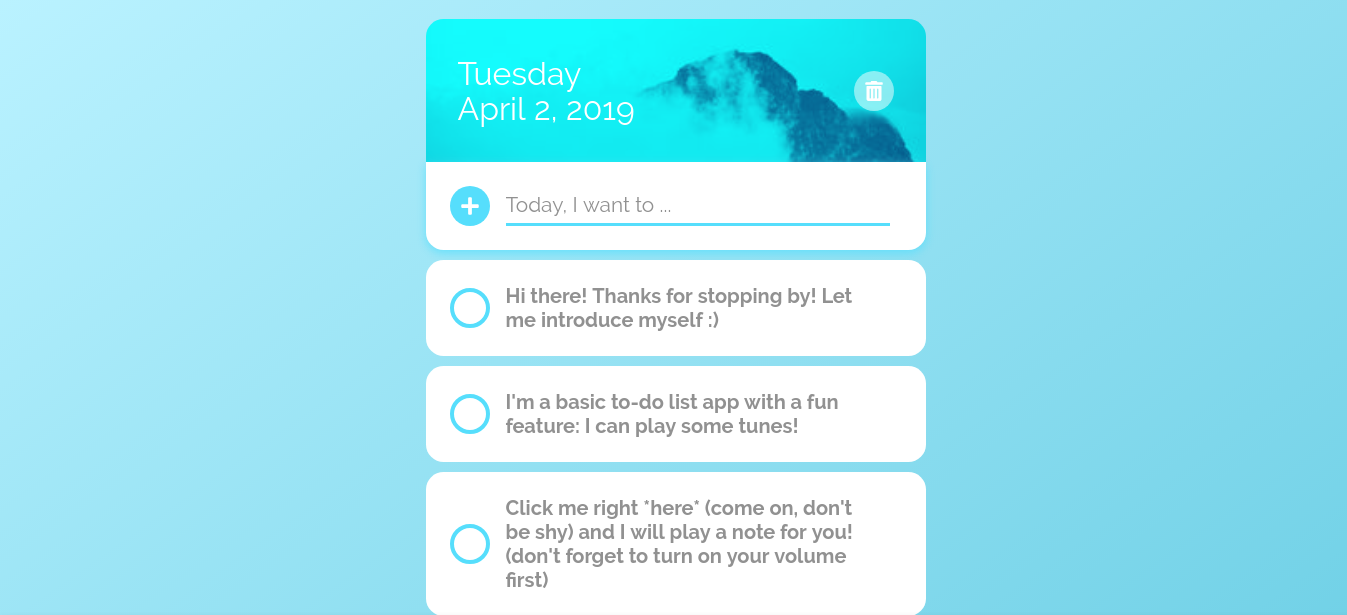 Tuesday
April 2, 2019
Today, I want to ...
Hi there! Thanks for stopping by! Let
me introduce myself :)
I'm a basic to-do list app with a fun
feature: I can play some tunes!
Click me right *here* (come on, don't
be shy) and I will play a note for you!
(don't forget to turn on your volume
first)